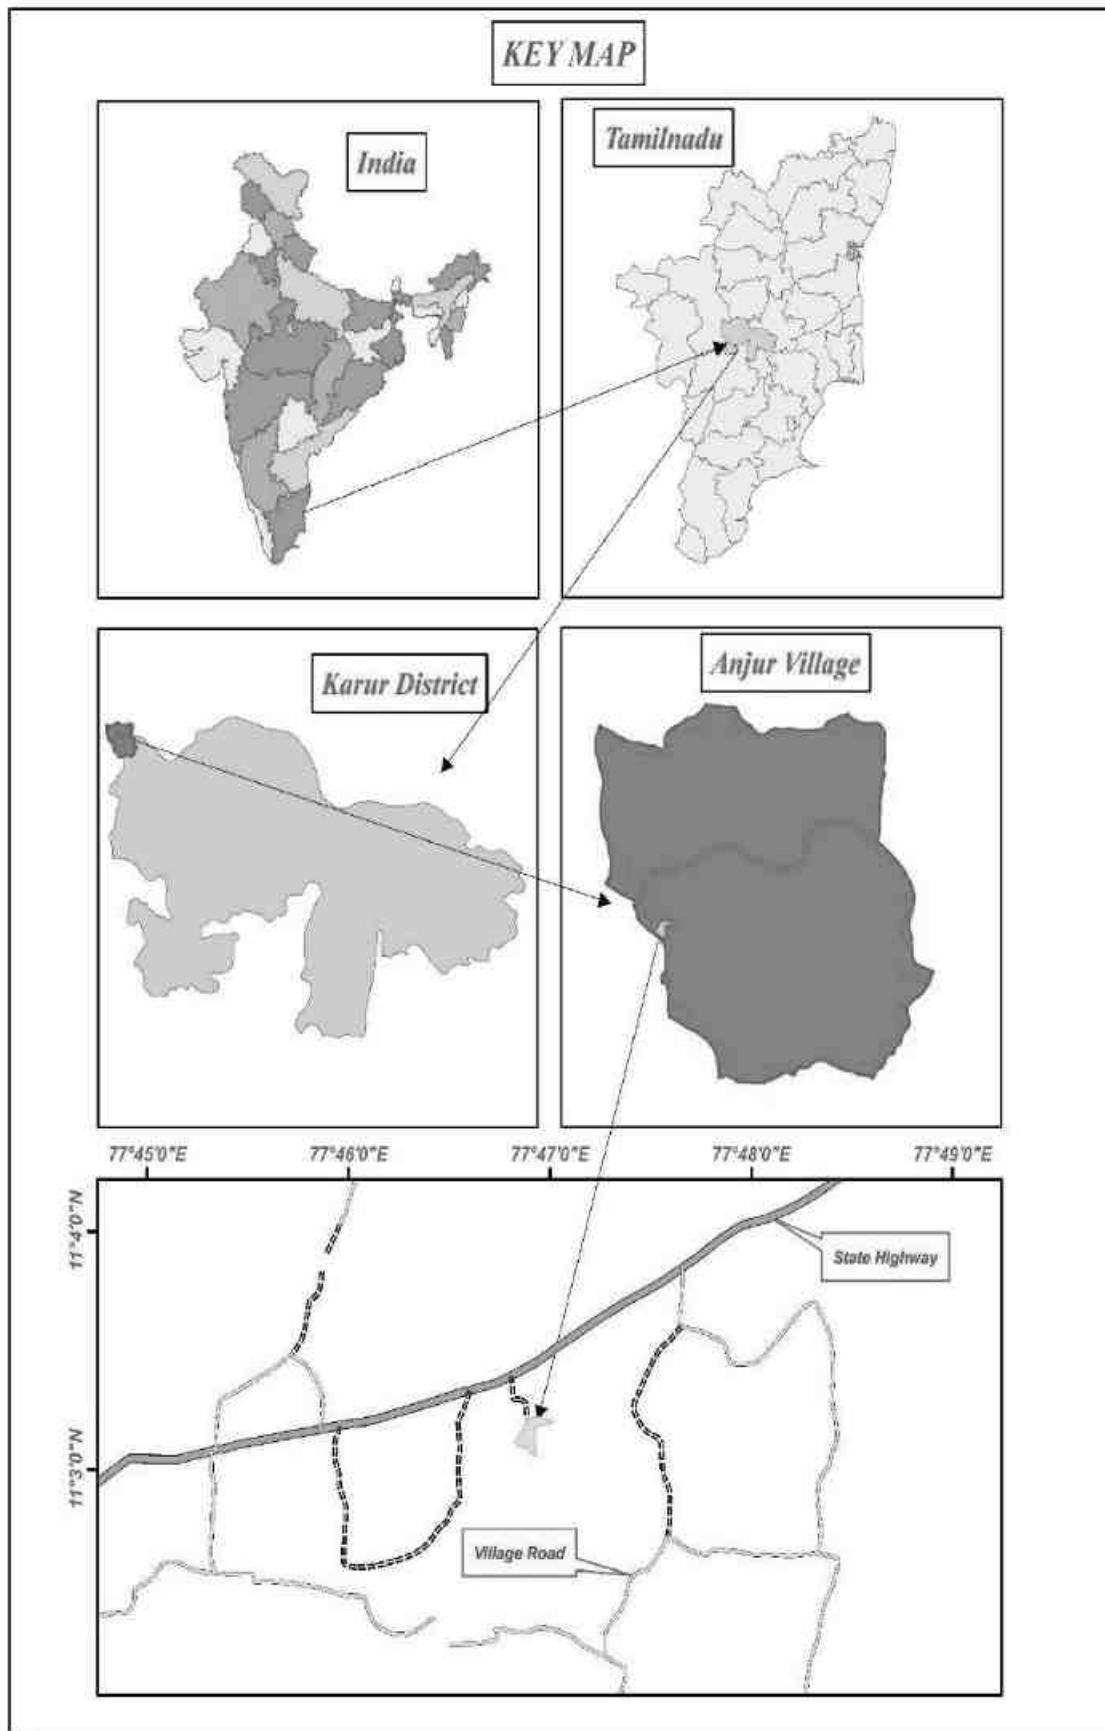 KEY MAP
India
Tamilnadu
Karur District
Anjur Village
77°45'0"E
77°46'0"E
77°47'0"E
77°48'0"E
77°49'0"E
11°4'0"N
State Highway
11°3'0"N
Village Road